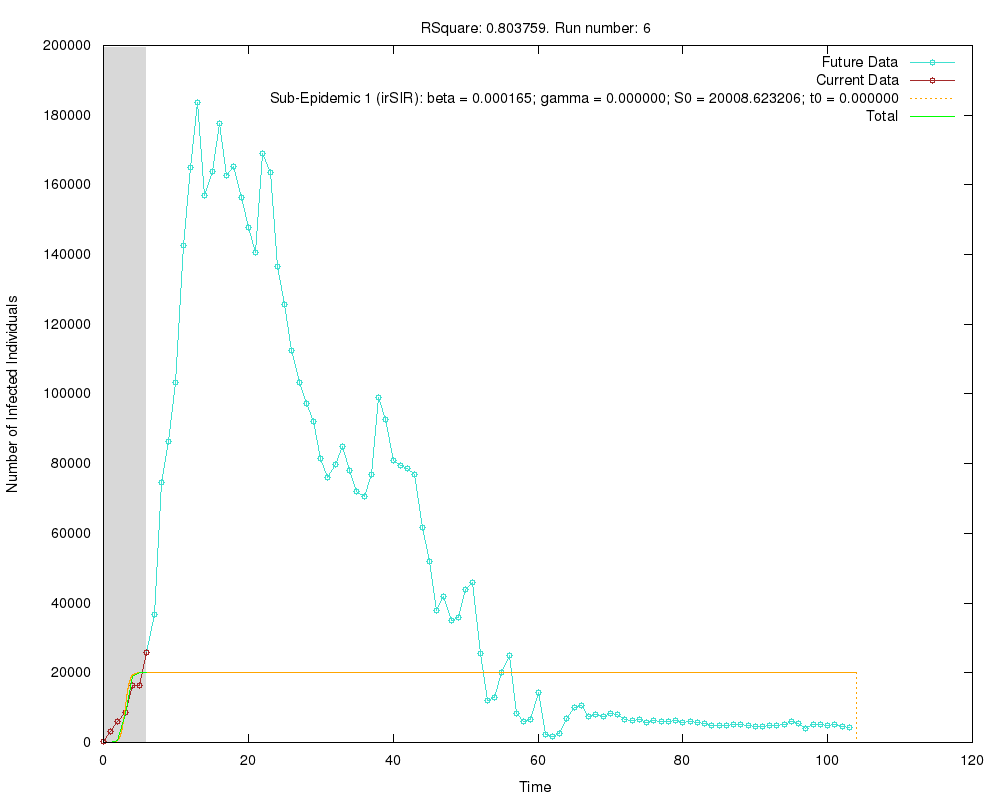 RSquare: 0.803759. Run number: 6
200000
180000
160000
140000
120000
100000
80000
60000
40000
20000
0
Number of Infected Individuals
Future Data
Current Data
Sub-Epidemic 1 (irSIR): beta = 0.000165; gamma = 0.000000; S0 = 20008.623206; t0 = 0.000000
Total
0 20 40 60 80 100 120
Time